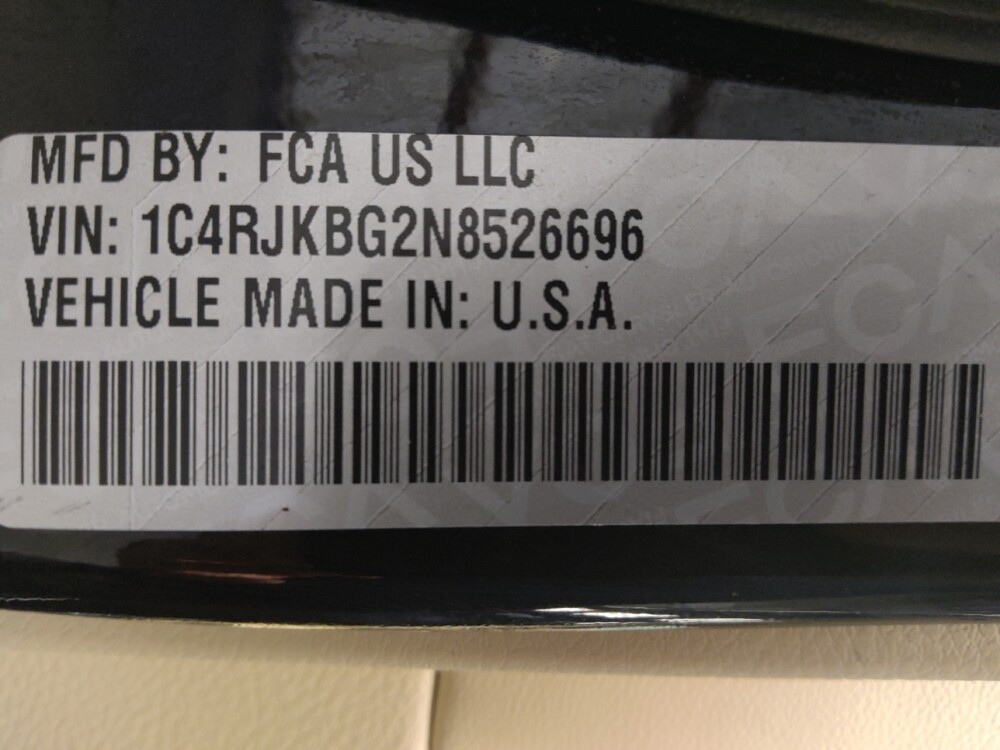 MFD BY: FCA US LLC
VIN: 1C4RJKBG2N8526696
VEHICLE MADE IN: U.S.A.